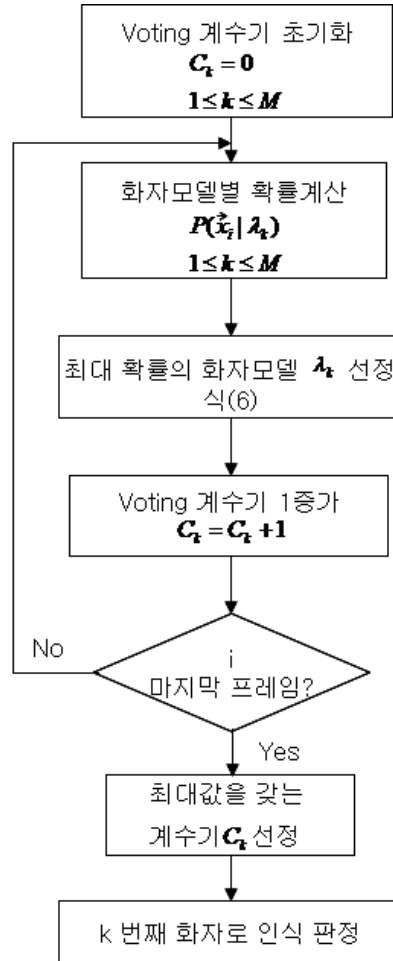 Voting 계수기 초기화
C_k = 0
1 ≤ k ≤ M
화자모델별 확률계산
P(x⃗_i | λ_k)
1 ≤ k ≤ M
최대 확률의 화자모델 λ_k 선정
식(6)
Voting 계수기 1증가
C_k = C_k + 1
i
마지막 프레임?
No
Yes
최대값을 갖는
계수기 C_k 선정
k 번째 화자로 인식 판정